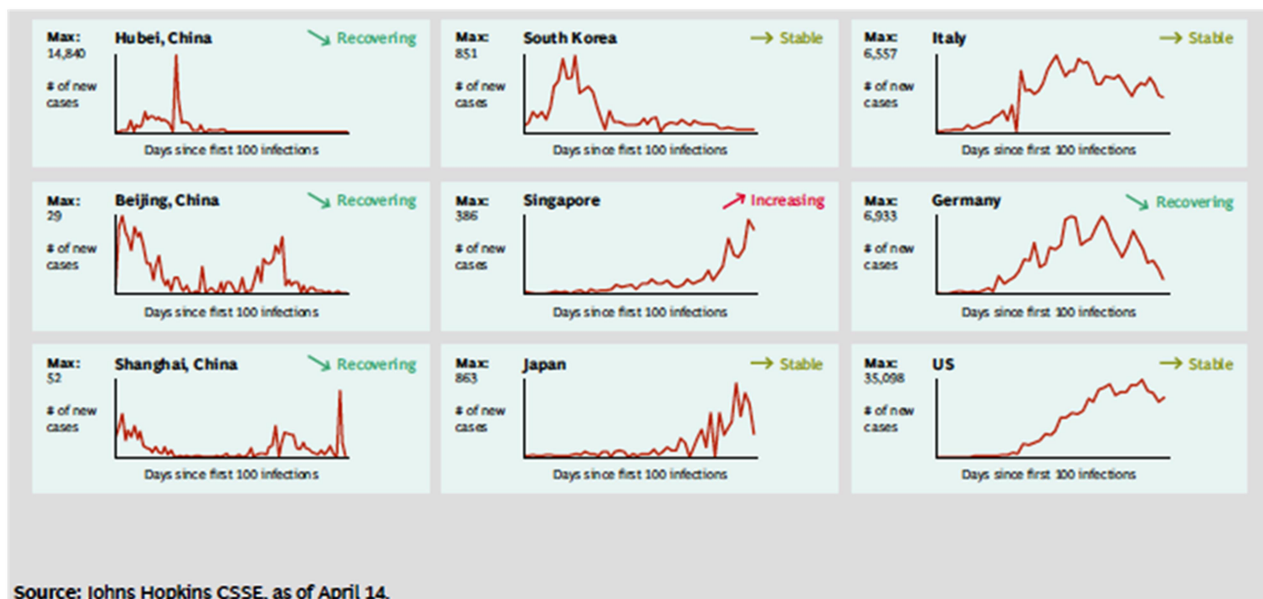 Max: Hubei, China Recovering
14,840
# of new
cases
Days since first 100 infections
Max: South Korea Stable
851
# of new
cases
Days since first 100 infections
Max: Italy Stable
6,557
# of new
cases
Days since first 100 infections
Max: Beijing, China Recovering
29
# of new
cases
Days since first 100 infections
Max: Singapore Increasing
386
# of new
cases
Days since first 100 infections
Max: Germany Recovering
6,933
# of new
cases
Days since first 100 infections
Max: Shanghai, China Recovering
52
# of new
cases
Days since first 100 infections
Max: Japan Stable
863
# of new
cases
Days since first 100 infections
Max: US Stable
35,098
# of new
cases
Days since first 100 infections
Source: Johns Hopkins CSSE, as of April 14.